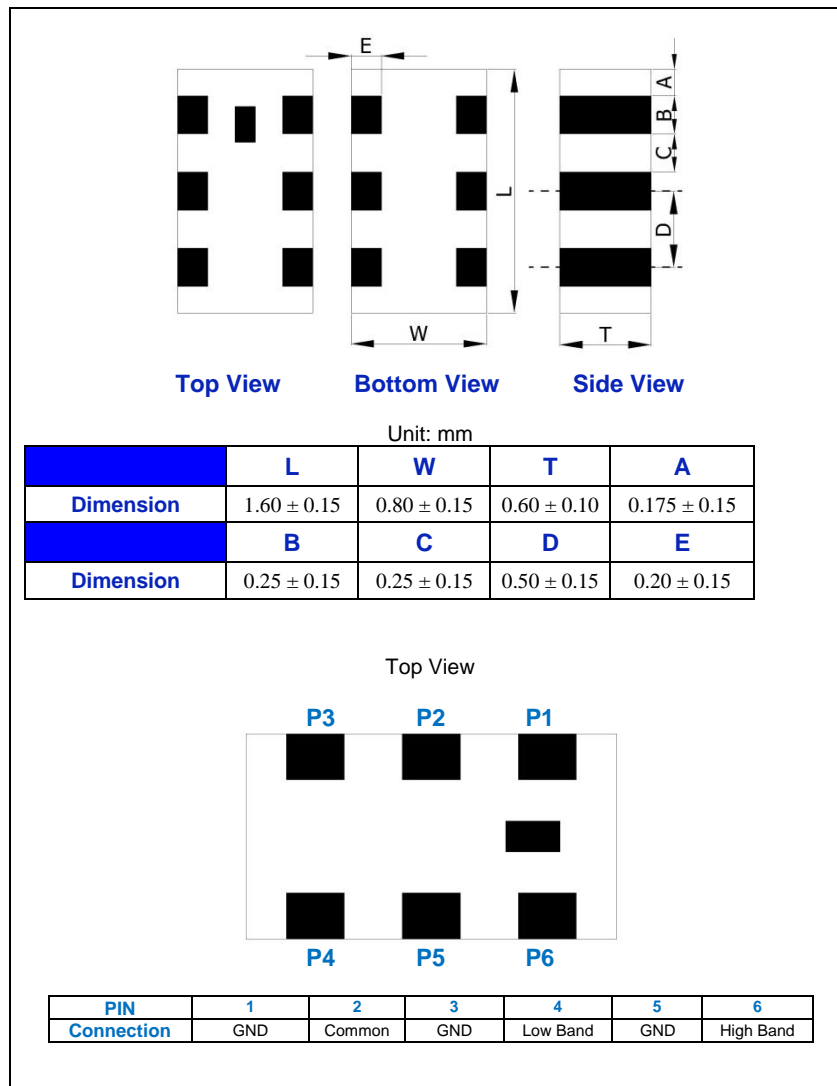 E
A
B
C
L
D
W
T
Top View Bottom View Side View
Unit: mm
L W T A
Dimension 1.60 ± 0.15 0.80 ± 0.15 0.60 ± 0.10 0.175 ± 0.15
B C D E
Dimension 0.25 ± 0.15 0.25 ± 0.15 0.50 ± 0.15 0.20 ± 0.15
Top View
P3 P2 P1
P4 P5 P6
PIN 1 2 3 4 5 6
Connection GND Common GND Low Band GND High Band